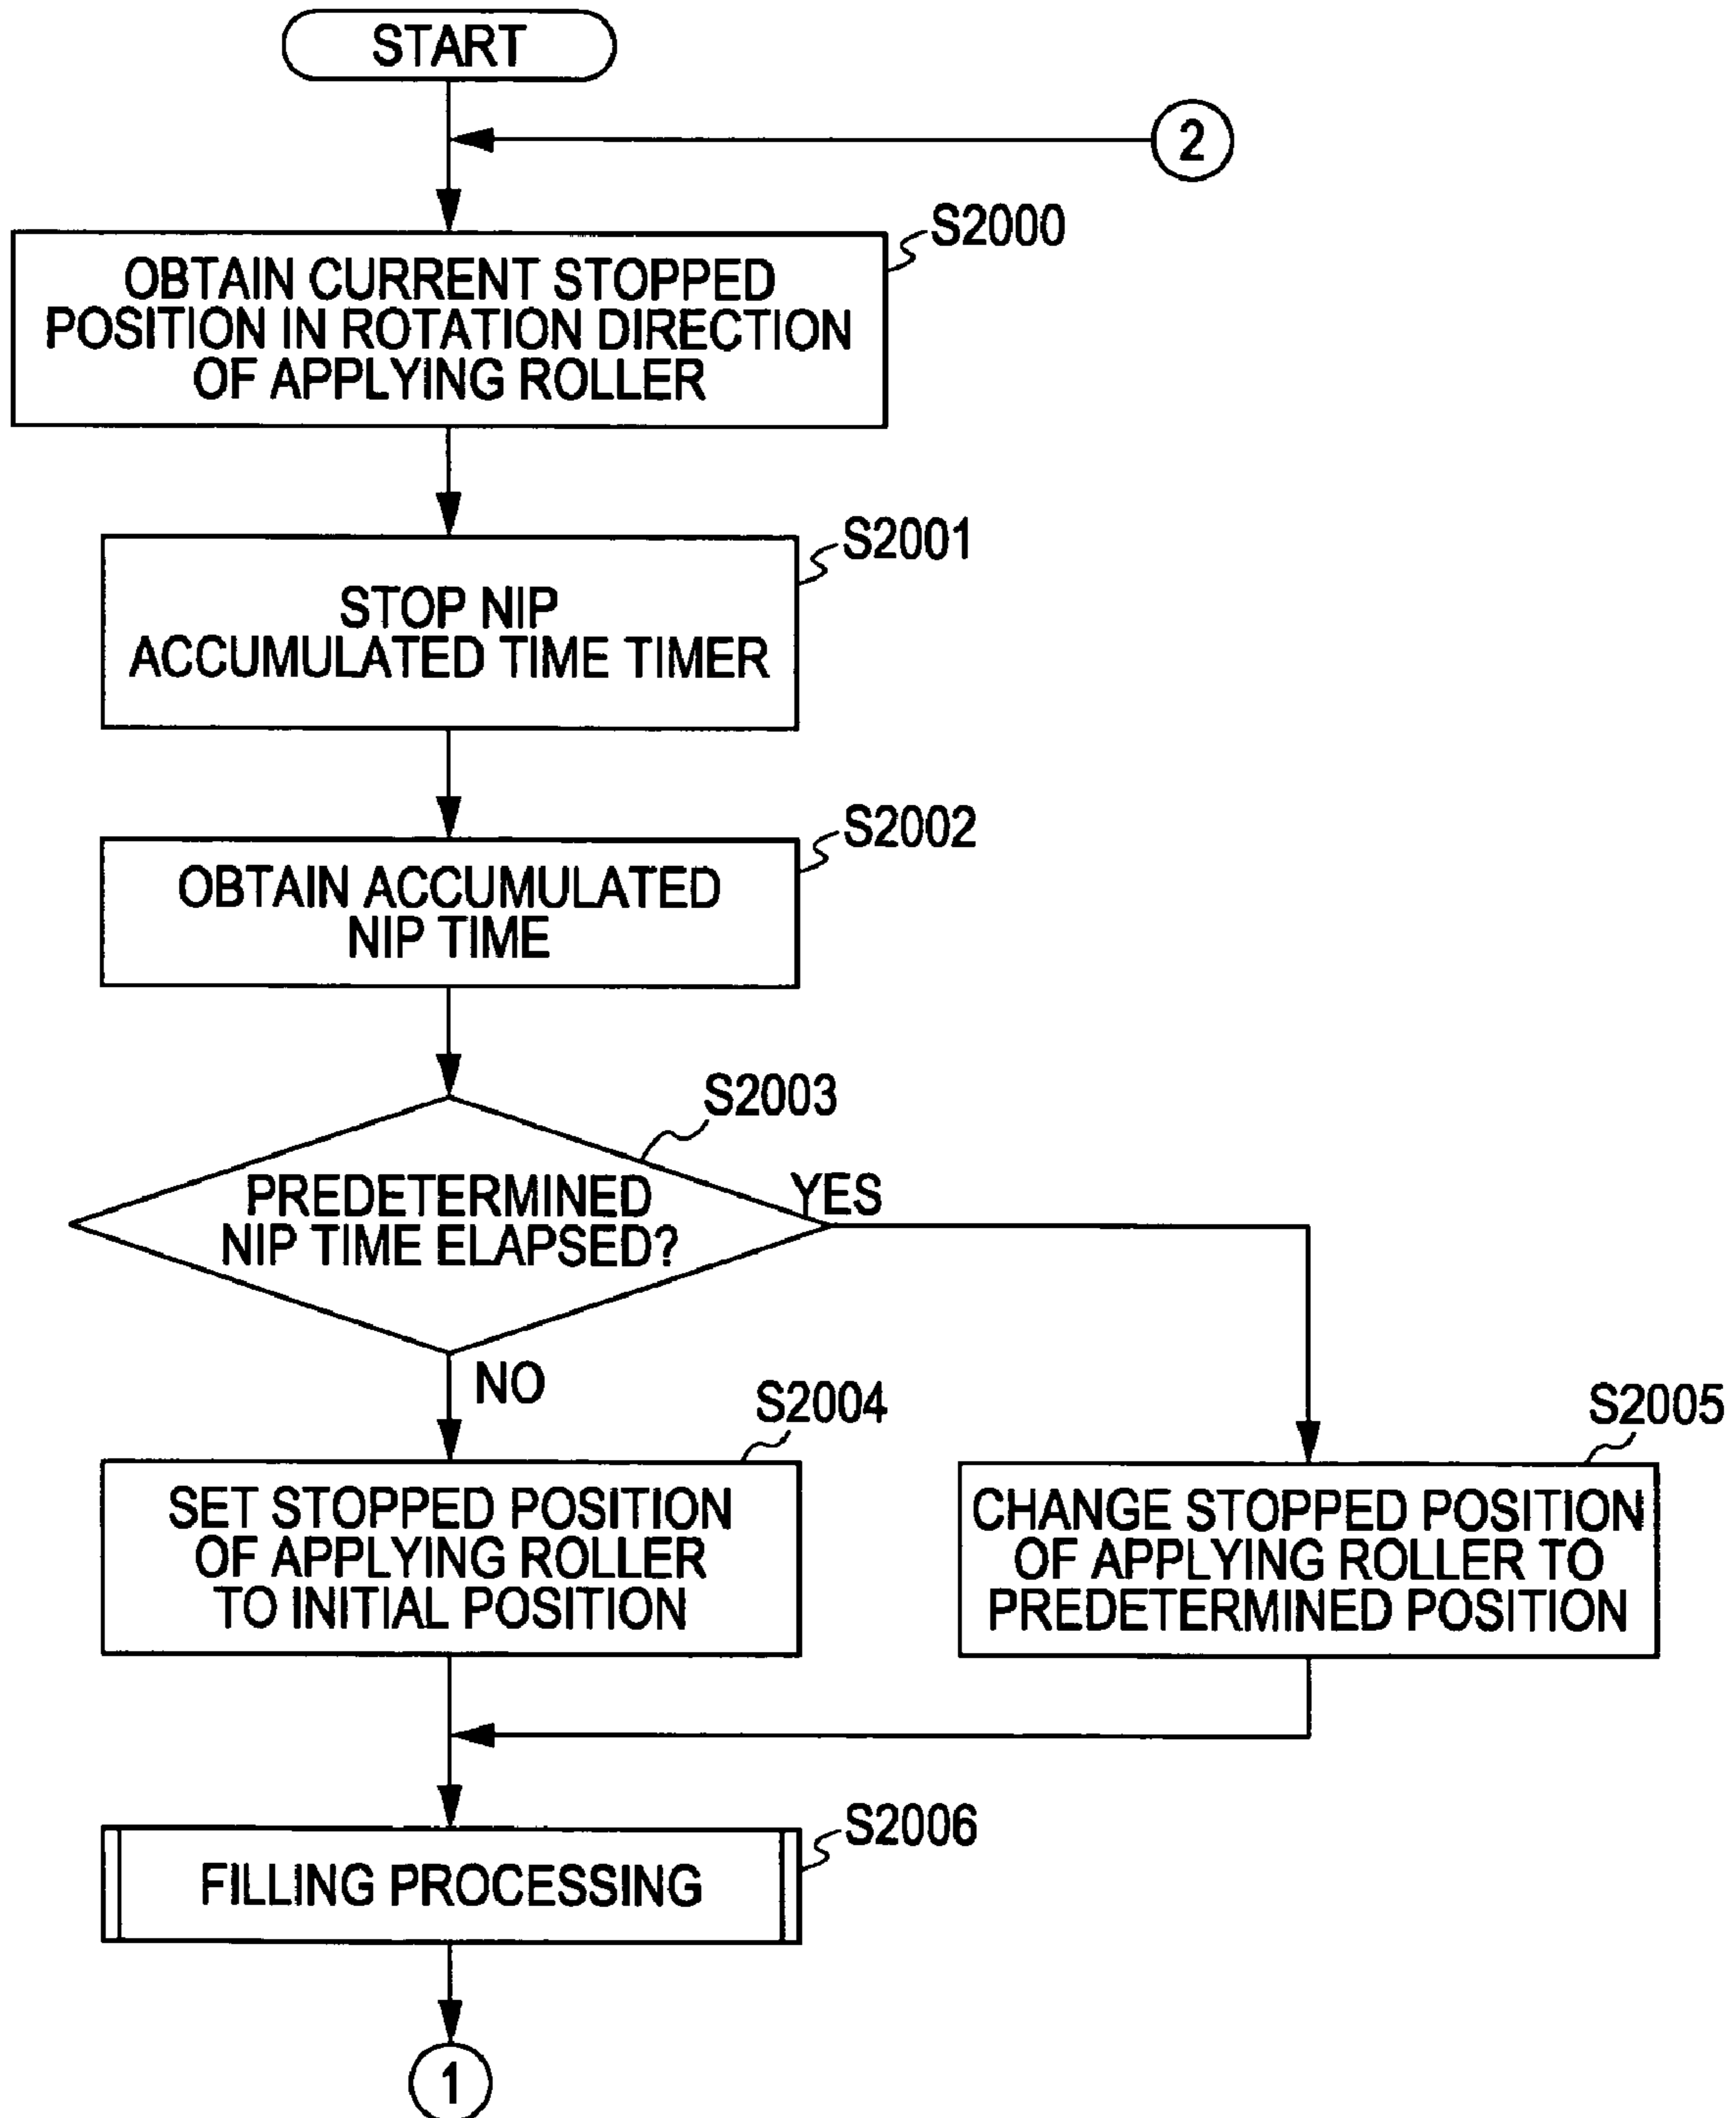 START
2
S2000
OBTAIN CURRENT STOPPED
POSITION IN ROTATION DIRECTION
OF APPLYING ROLLER
S2001
STOP NIP
ACCUMULATED TIME TIMER
S2002
OBTAIN ACCUMULATED
NIP TIME
S2003
PREDETERMINED
NIP TIME ELAPSED?
YES
NO
S2004
SET STOPPED POSITION
OF APPLYING ROLLER
TO INITIAL POSITION
S2005
CHANGE STOPPED POSITION
OF APPLYING ROLLER TO
PREDETERMINED POSITION
S2006
FILLING PROCESSING
1